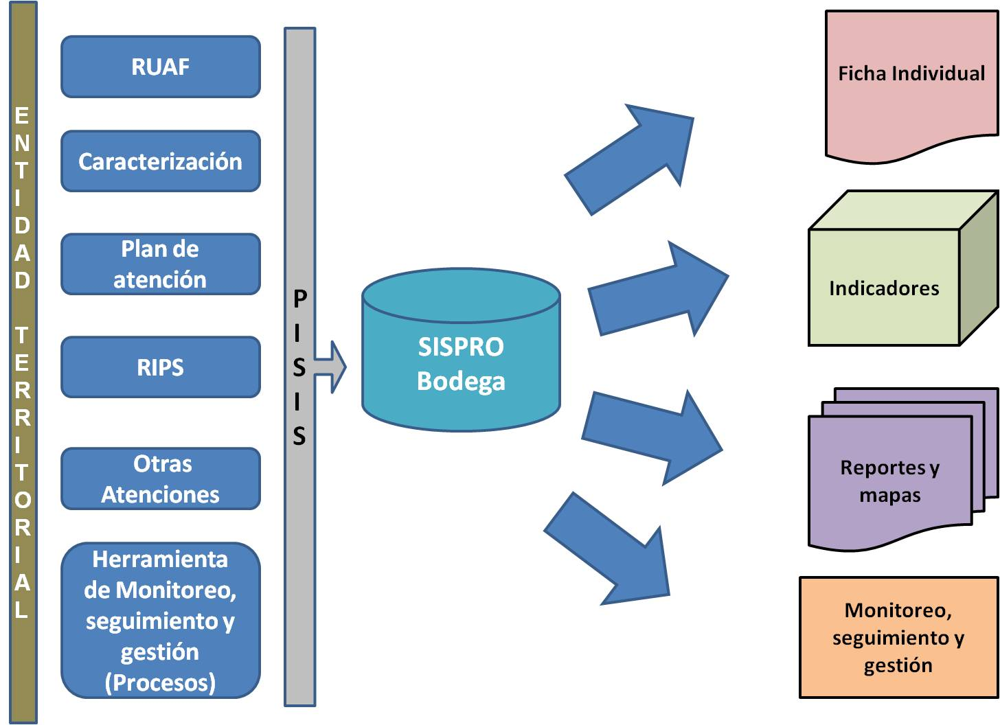 ENTIDAD TERRITORIAL
RUAF
Caracterización
Plan de
atención
RIPS
Otras
Atenciones
Herramienta
de Monitoreo,
seguimiento y
gestión
(Procesos)
PISIS
SISPRO
Bodega
Ficha Individual
Indicadores
Reportes y
mapas
Monitoreo,
seguimiento y
gestión